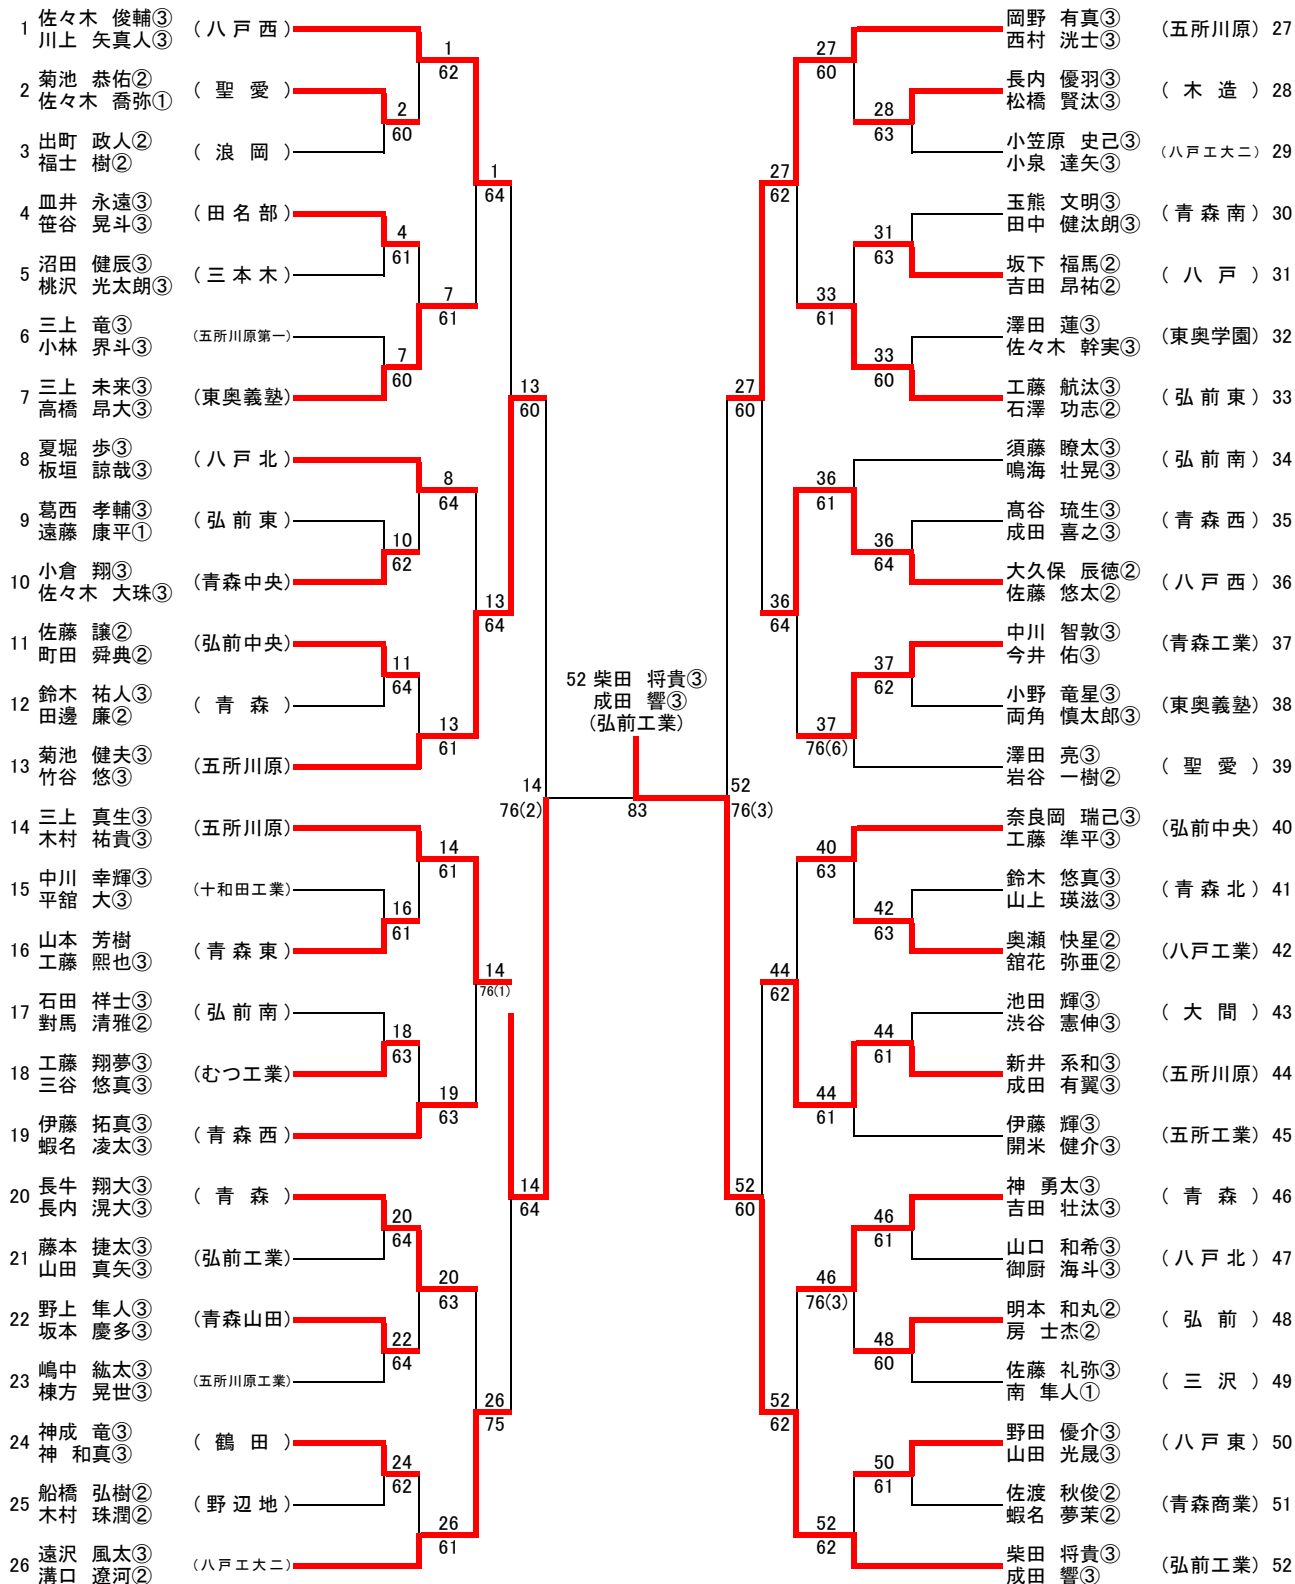 1 佐々木 俊輔③
川上 矢真人③ (八戸西)
2 菊池 恭佑②
佐々木 喬弥① (聖愛)
3 出町 政人②
福士 樹② (浪岡)
4 皿井 永遠③
笹谷 晃斗③ (田名部)
5 沼田 健辰③
桃沢 光太朗③ (三本木)
6 三上 竜③
小林 界斗③ (五所川原第一)
7 三上 未来③
高橋 昂大③ (東奥義塾)
8 夏堀 歩③
板垣 諒哉③ (八戸北)
9 葛西 孝輔③
遠藤 康平① (弘前東)
10 小倉 翔③
佐々木 大珠③ (青森中央)
11 佐藤 譲②
町田 舜典② (弘前中央)
12 鈴木 祐人③
田邊 廉② (青森)
13 菊池 健夫③
竹谷 悠③ (五所川原)
14 三上 真生③
木村 祐貴③ (五所川原)
15 中川 幸輝③
平舘 大③ (十和田工業)
16 山本 芳樹
工藤 熙也③ (青森東)
17 石田 祥士③
對馬 清雅② (弘前南)
18 工藤 翔夢③
三谷 悠真③ (むつ工業)
19 伊藤 拓真③
蝦名 凌太③ (青森西)
20 長牛 翔大③
長内 滉大③ (青森)
21 藤本 捷太③
山田 真矢③ (弘前工業)
22 野上 隼人③
坂本 慶多③ (青森山田)
23 嶋中 紘太③
棟方 晃世③ (五所川原工業)
24 神成 竜③
神 和真③ (鶴田)
25 船橋 弘樹②
木村 珠潤② (野辺地)
26 遠沢 風太③
溝口 遼河② (八戸工大二)
2
60
4
61
7
60
10
62
11
64
16
61
18
63
20
64
22
64
24
62
1
62
7
61
8
64
13
61
14
61
19
63
20
63
26
61
1
64
13
64
14
76(1)
26
75
13
60
14
64
14
76(2)
52 柴田 将貴③
成田 響③
(弘前工業)
83
52
76(3)
27
60
52
60
27
62
36
64
44
62
52
62
27
60
33
61
36
61
37
76(6)
40
63
44
61
46
76(3)
52
62
28
63
31
63
33
60
36
64
37
62
42
63
44
61
46
61
48
60
50
61
岡野 有真③
西村 洸士③ (五所川原) 27
長内 優羽③
松橋 賢汰③ (木造) 28
小笠原 史己③
小泉 達矢③ (八戸工大二) 29
玉熊 文明③
田中 健汰朗③ (青森南) 30
坂下 福馬②
吉田 昂祐② (八戸) 31
澤田 蓮③
佐々木 幹実③ (東奥学園) 32
工藤 航汰③
石澤 功志② (弘前東) 33
須藤 瞭太③
鳴海 壮晃③ (弘前南) 34
髙谷 琉生③
成田 喜之③ (青森西) 35
大久保 辰徳②
佐藤 悠太② (八戸西) 36
中川 智敦③
今井 佑③ (青森工業) 37
小野 竜星③
両角 慎太郎③ (東奥義塾) 38
澤田 亮③
岩谷 一樹② (聖愛) 39
奈良岡 瑞己③
工藤 準平③ (弘前中央) 40
鈴木 悠真③
山上 瑛滋③ (青森北) 41
奥瀬 快星②
舘花 弥亜② (八戸工業) 42
池田 輝③
渋谷 憲伸③ (大間) 43
新井 系和③
成田 有翼③ (五所川原) 44
伊藤 輝③
開米 健介③ (五所工業) 45
神 勇太③
吉田 壮汰③ (青森) 46
山口 和希③
御厨 海斗③ (八戸北) 47
明本 和丸②
房 士杰② (弘前) 48
佐藤 礼弥③
南 隼人① (三沢) 49
野田 優介③
山田 光晟③ (八戸東) 50
佐渡 秋俊②
蝦名 夢茉② (青森商業) 51
柴田 将貴③
成田 響③ (弘前工業) 52